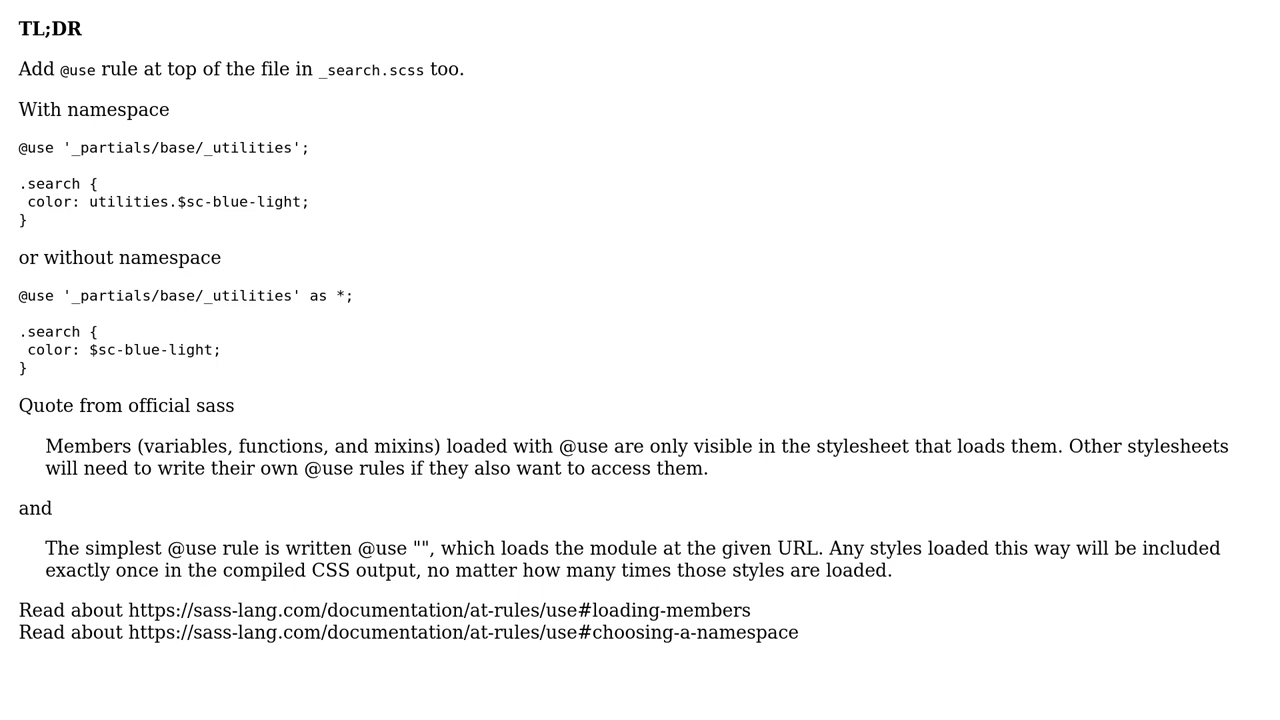 TL;DR
Add @use rule at top of the file in _search.scss too.
With namespace
@use '_partials/base/_utilities';
.search {
 color: utilities.$sc-blue-light;
}
or without namespace
@use '_partials/base/_utilities' as *;
.search {
 color: $sc-blue-light;
}
Quote from official sass
Members (variables, functions, and mixins) loaded with @use are only visible in the stylesheet that loads them. Other stylesheets
will need to write their own @use rules if they also want to access them.
and
The simplest @use rule is written @use "", which loads the module at the given URL. Any styles loaded this way will be included
exactly once in the compiled CSS output, no matter how many times those styles are loaded.
Read about https://sass-lang.com/documentation/at-rules/use#loading-members
Read about https://sass-lang.com/documentation/at-rules/use#choosing-a-namespace